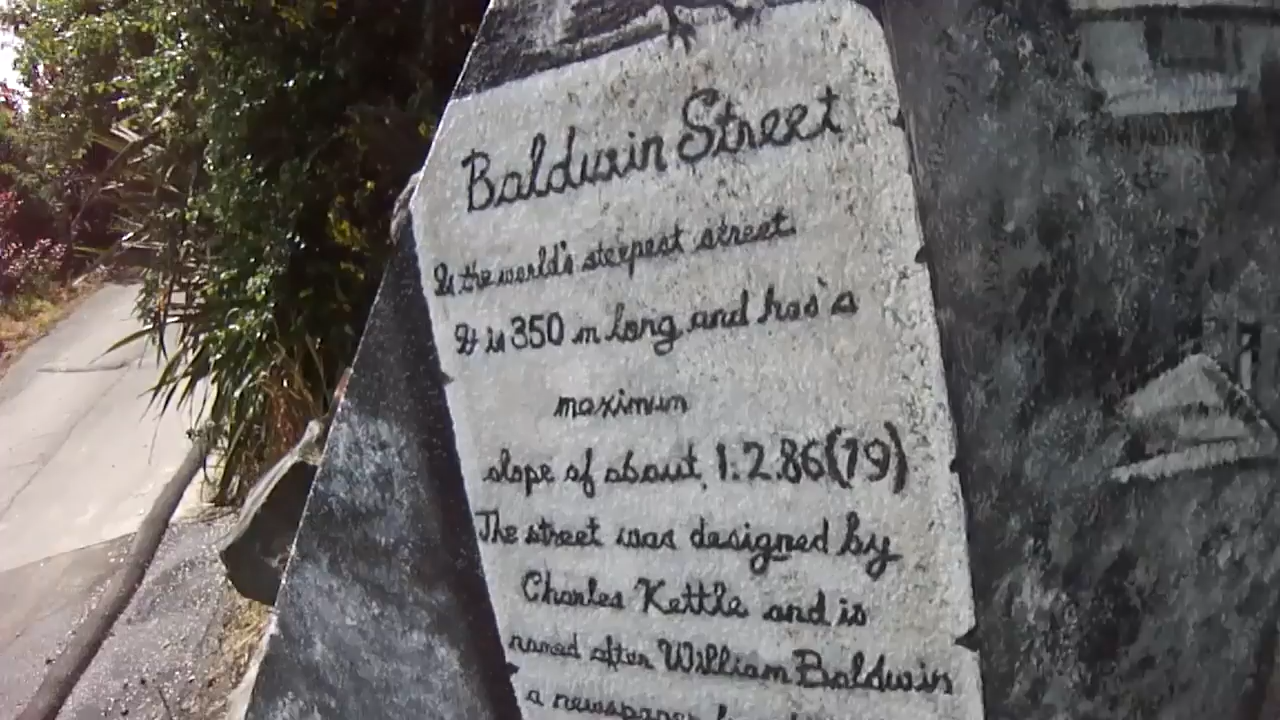 Baldwin Street
Is the world's steepest street.
It is 350 m long and has a
maximum
slope of about 1:2.86(19)
The street was designed by
Charles Kettle and is
named after William Baldwin
a newspaper